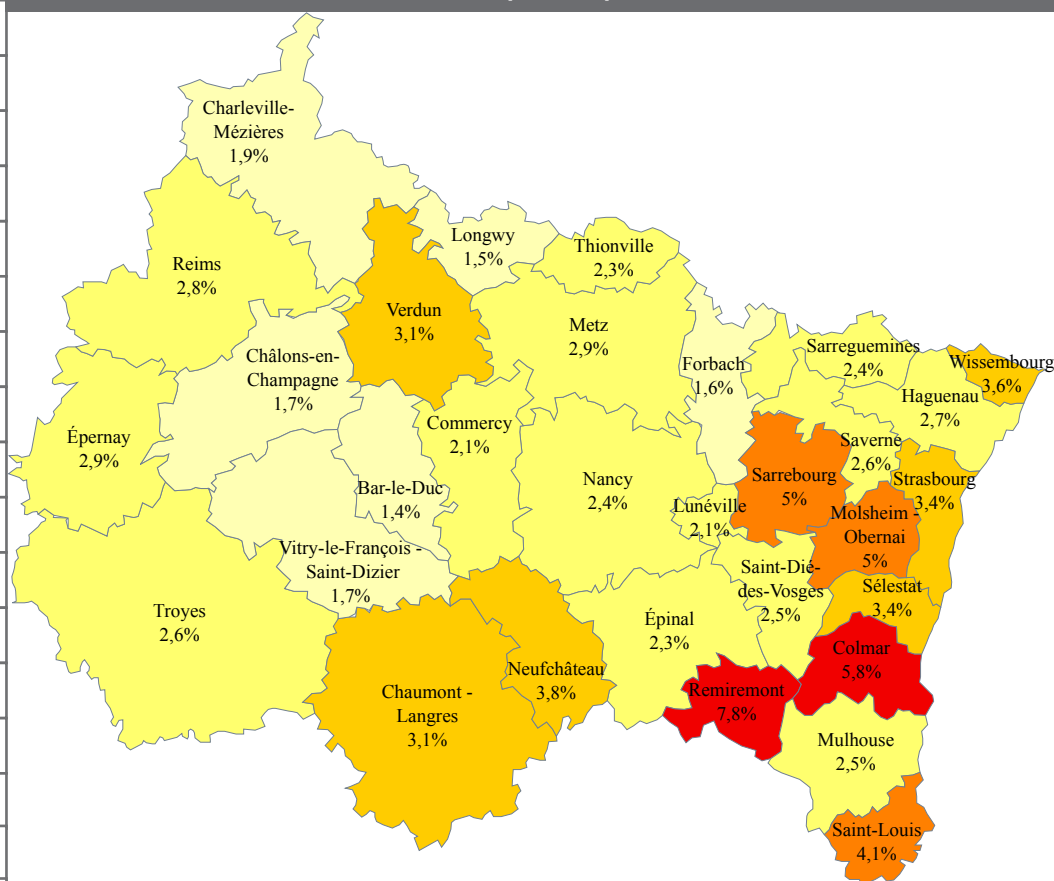 Charleville-
Mézières
1,9%
Longwy
1,5%
Thionville
2,3%
Reims
2,8%
Verdun
3,1%
Metz
2,9%
Sarreguemines
2,4%
Wissembourg
3,6%
Châlons-en-
Champagne
1,7%
Forbach
1,6%
Haguenau
2,7%
Épernay
2,9%
Commercy
2,1%
Saverne
2,6%
Bar-le-Duc
1,4%
Nancy
2,4%
Sarrebourg
5%
Strasbourg
3,4%
Lunéville
2,1%
Molsheim -
Obernai
5%
Vitry-le-François -
Saint-Dizier
1,7%
Saint-Dié-
des-Vosges
2,5%
Sélestat
3,4%
Troyes
2,6%
Épinal
2,3%
Colmar
5,8%
Neufchâteau
3,8%
Chaumont -
Langres
3,1%
Remiremont
7,8%
Mulhouse
2,5%
Saint-Louis
4,1%